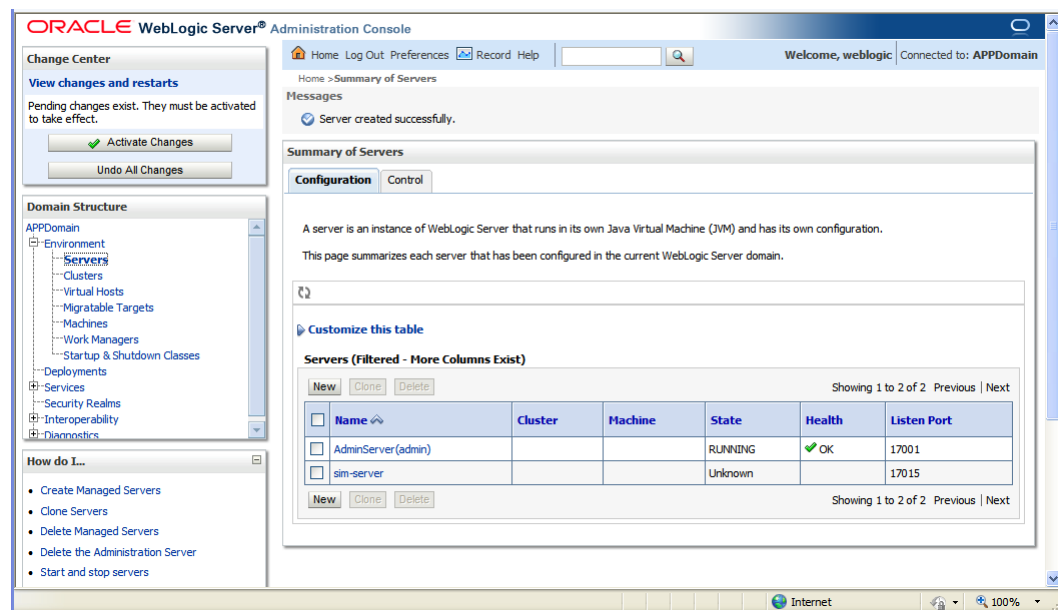 ORACLE WebLogic Server® Administration Console
Change Center
View changes and restarts
Pending changes exist. They must be activated
to take effect.
Activate Changes
Undo All Changes
Domain Structure
APPDomain
Environment
Servers
Clusters
Virtual Hosts
Migratable Targets
Machines
Work Managers
Startup & Shutdown Classes
Deployments
Services
Security Realms
Interoperability
Diagnostics
How do I...
Create Managed Servers
Clone Servers
Delete Managed Servers
Delete the Administration Server
Start and stop servers
Home Log Out Preferences Record Help
Welcome, weblogic Connected to: APPDomain
Home >Summary of Servers
Messages
Server created successfully.
Summary of Servers
Configuration Control
A server is an instance of WebLogic Server that runs in its own Java Virtual Machine (JVM) and has its own configuration.
This page summarizes each server that has been configured in the current WebLogic Server domain.
Customize this table
Servers (Filtered - More Columns Exist)
New Clone Delete Showing 1 to 2 of 2 Previous | Next
Name Cluster Machine State Health Listen Port
AdminServer(admin) RUNNING OK 17001
sim-server Unknown 17015
New Clone Delete Showing 1 to 2 of 2 Previous | Next
Internet 100%